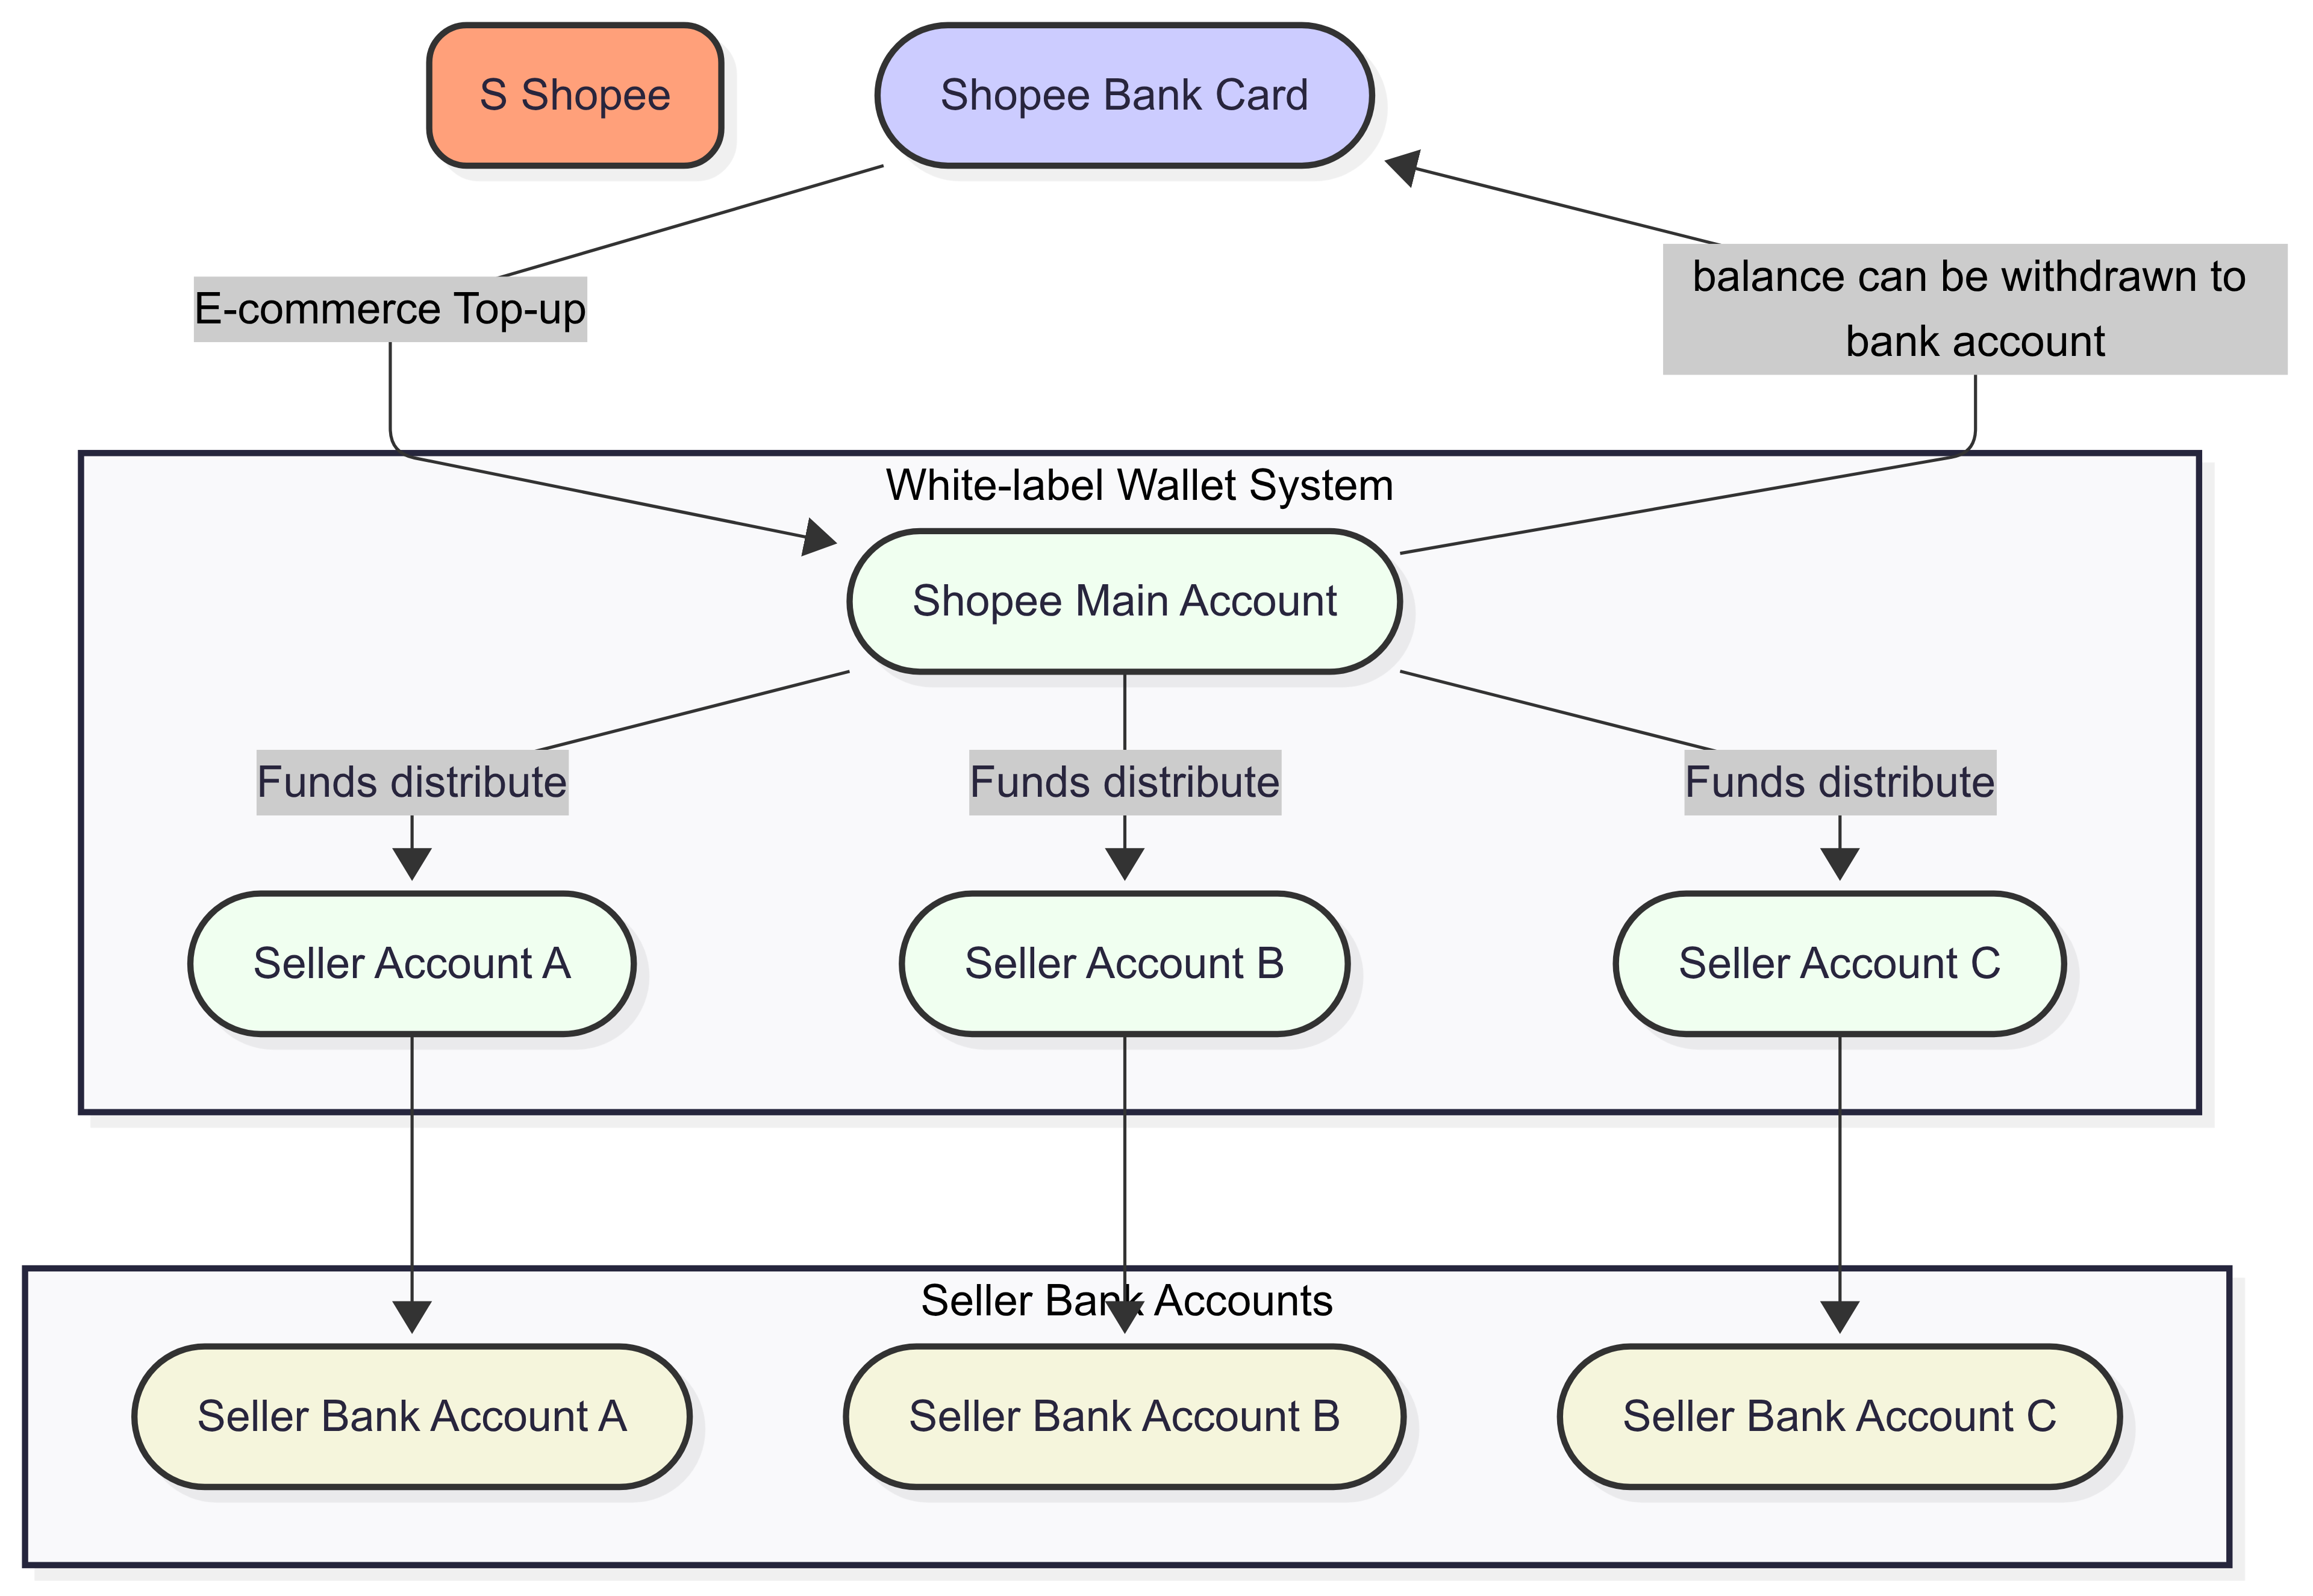 S Shopee
Shopee Bank Card
E-commerce Top-up
balance can be withdrawn to
bank account
White-label Wallet System
Shopee Main Account
Funds distribute
Funds distribute
Funds distribute
Seller Account A
Seller Account B
Seller Account C
Seller Bank Accounts
Seller Bank Account A
Seller Bank Account B
Seller Bank Account C